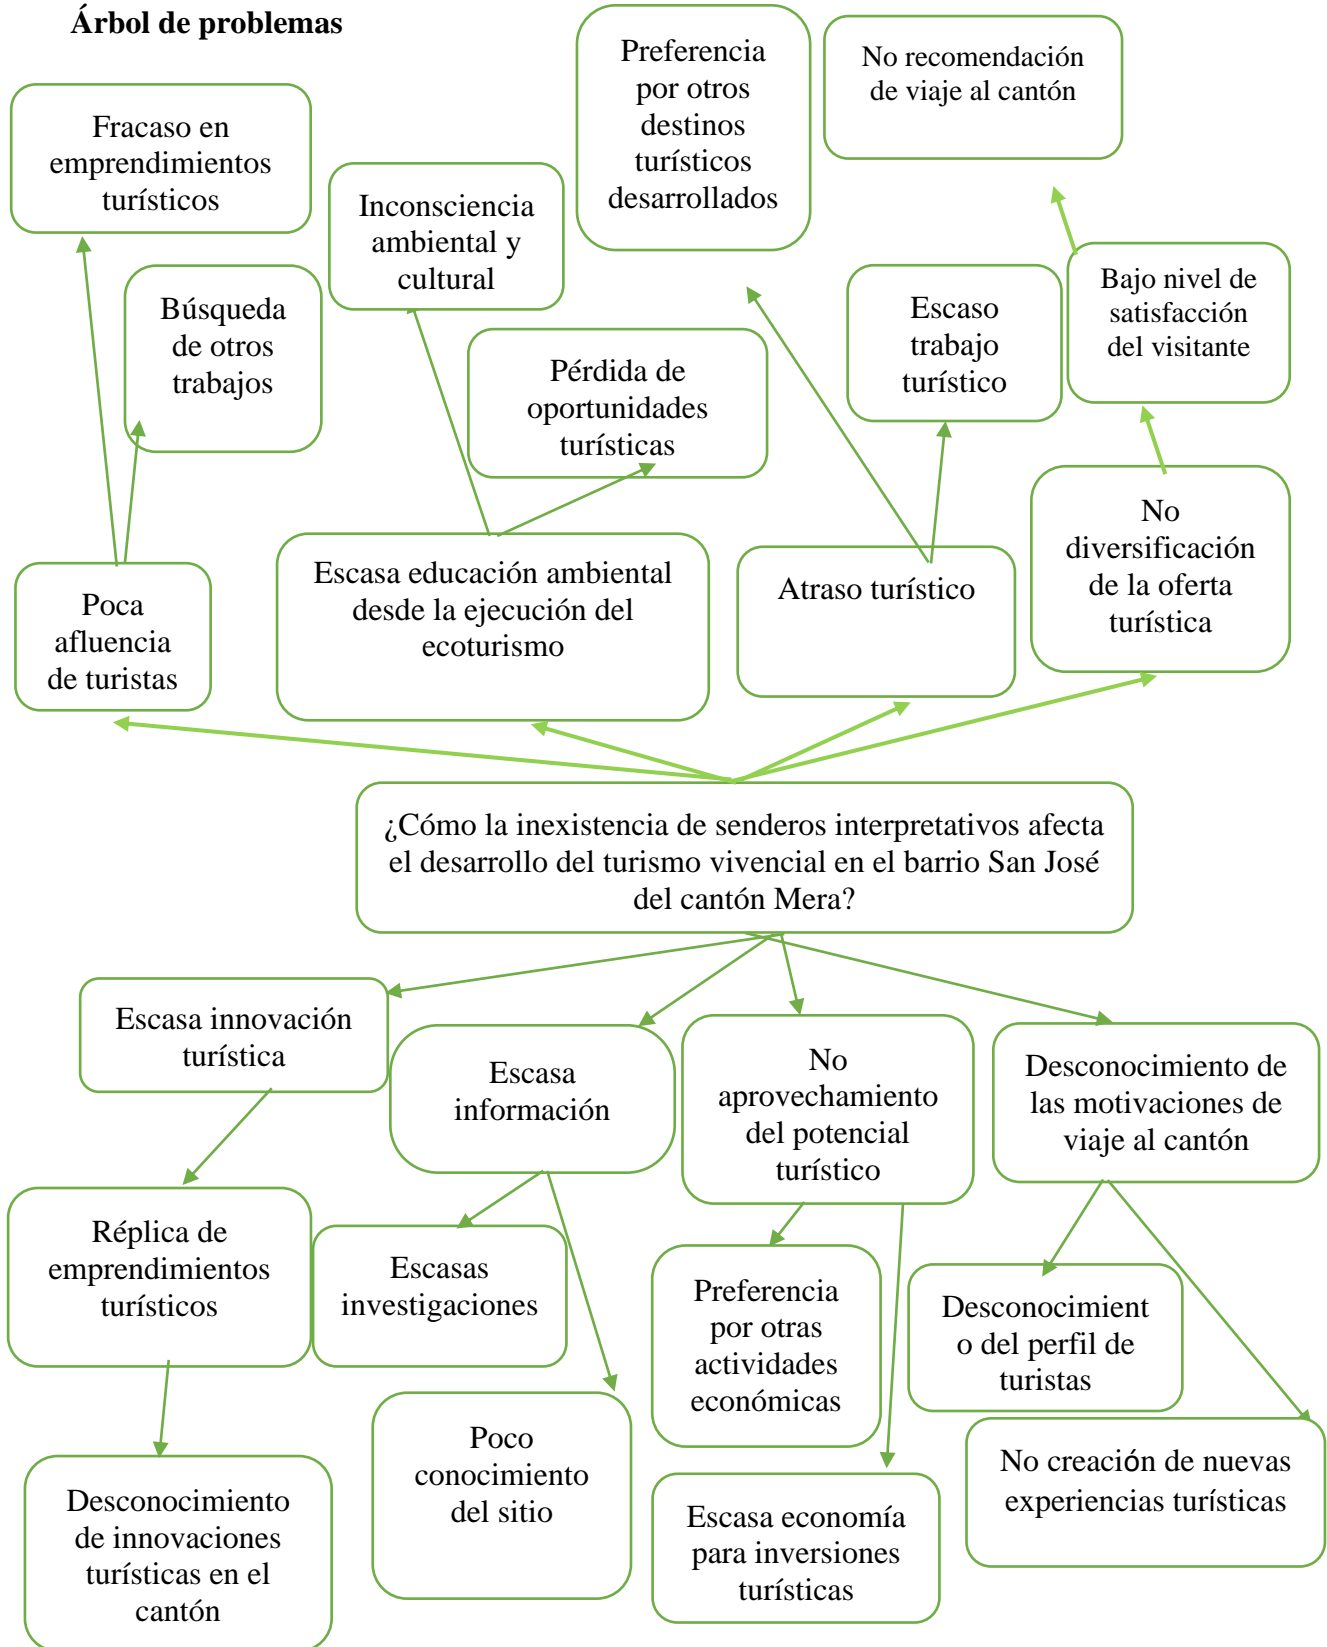 Árbol de problemas
Preferencia
por otros
destinos
turísticos
desarrollados
No recomendación
de viaje al cantón
Fracaso en
emprendimientos
turísticos
Inconsciencia
ambiental y
cultural
Búsqueda
de otros
trabajos
Escaso
trabajo
turístico
Bajo nivel de
satisfacción
del visitante
Pérdida de
oportunidades
turísticas
Poca
afluencia
de turistas
Escasa educación ambiental
desde la ejecución del
ecoturismo
Atraso turístico
No
diversificación
de la oferta
turística
¿Cómo la inexistencia de senderos interpretativos afecta
el desarrollo del turismo vivencial en el barrio San José
del cantón Mera?
Escasa innovación
turística
Escasa
información
No
aprovechamiento
del potencial
turístico
Desconocimiento de
las motivaciones de
viaje al cantón
Réplica de
emprendimientos
turísticos
Escasas
investigaciones
Preferencia
por otras
actividades
económicas
Desconocimient
o del perfil de
turistas
Desconocimiento
de innovaciones
turísticas en el
cantón
Poco
conocimiento
del sitio
Escasa economía
para inversiones
turísticas
No creación de nuevas
experiencias turísticas